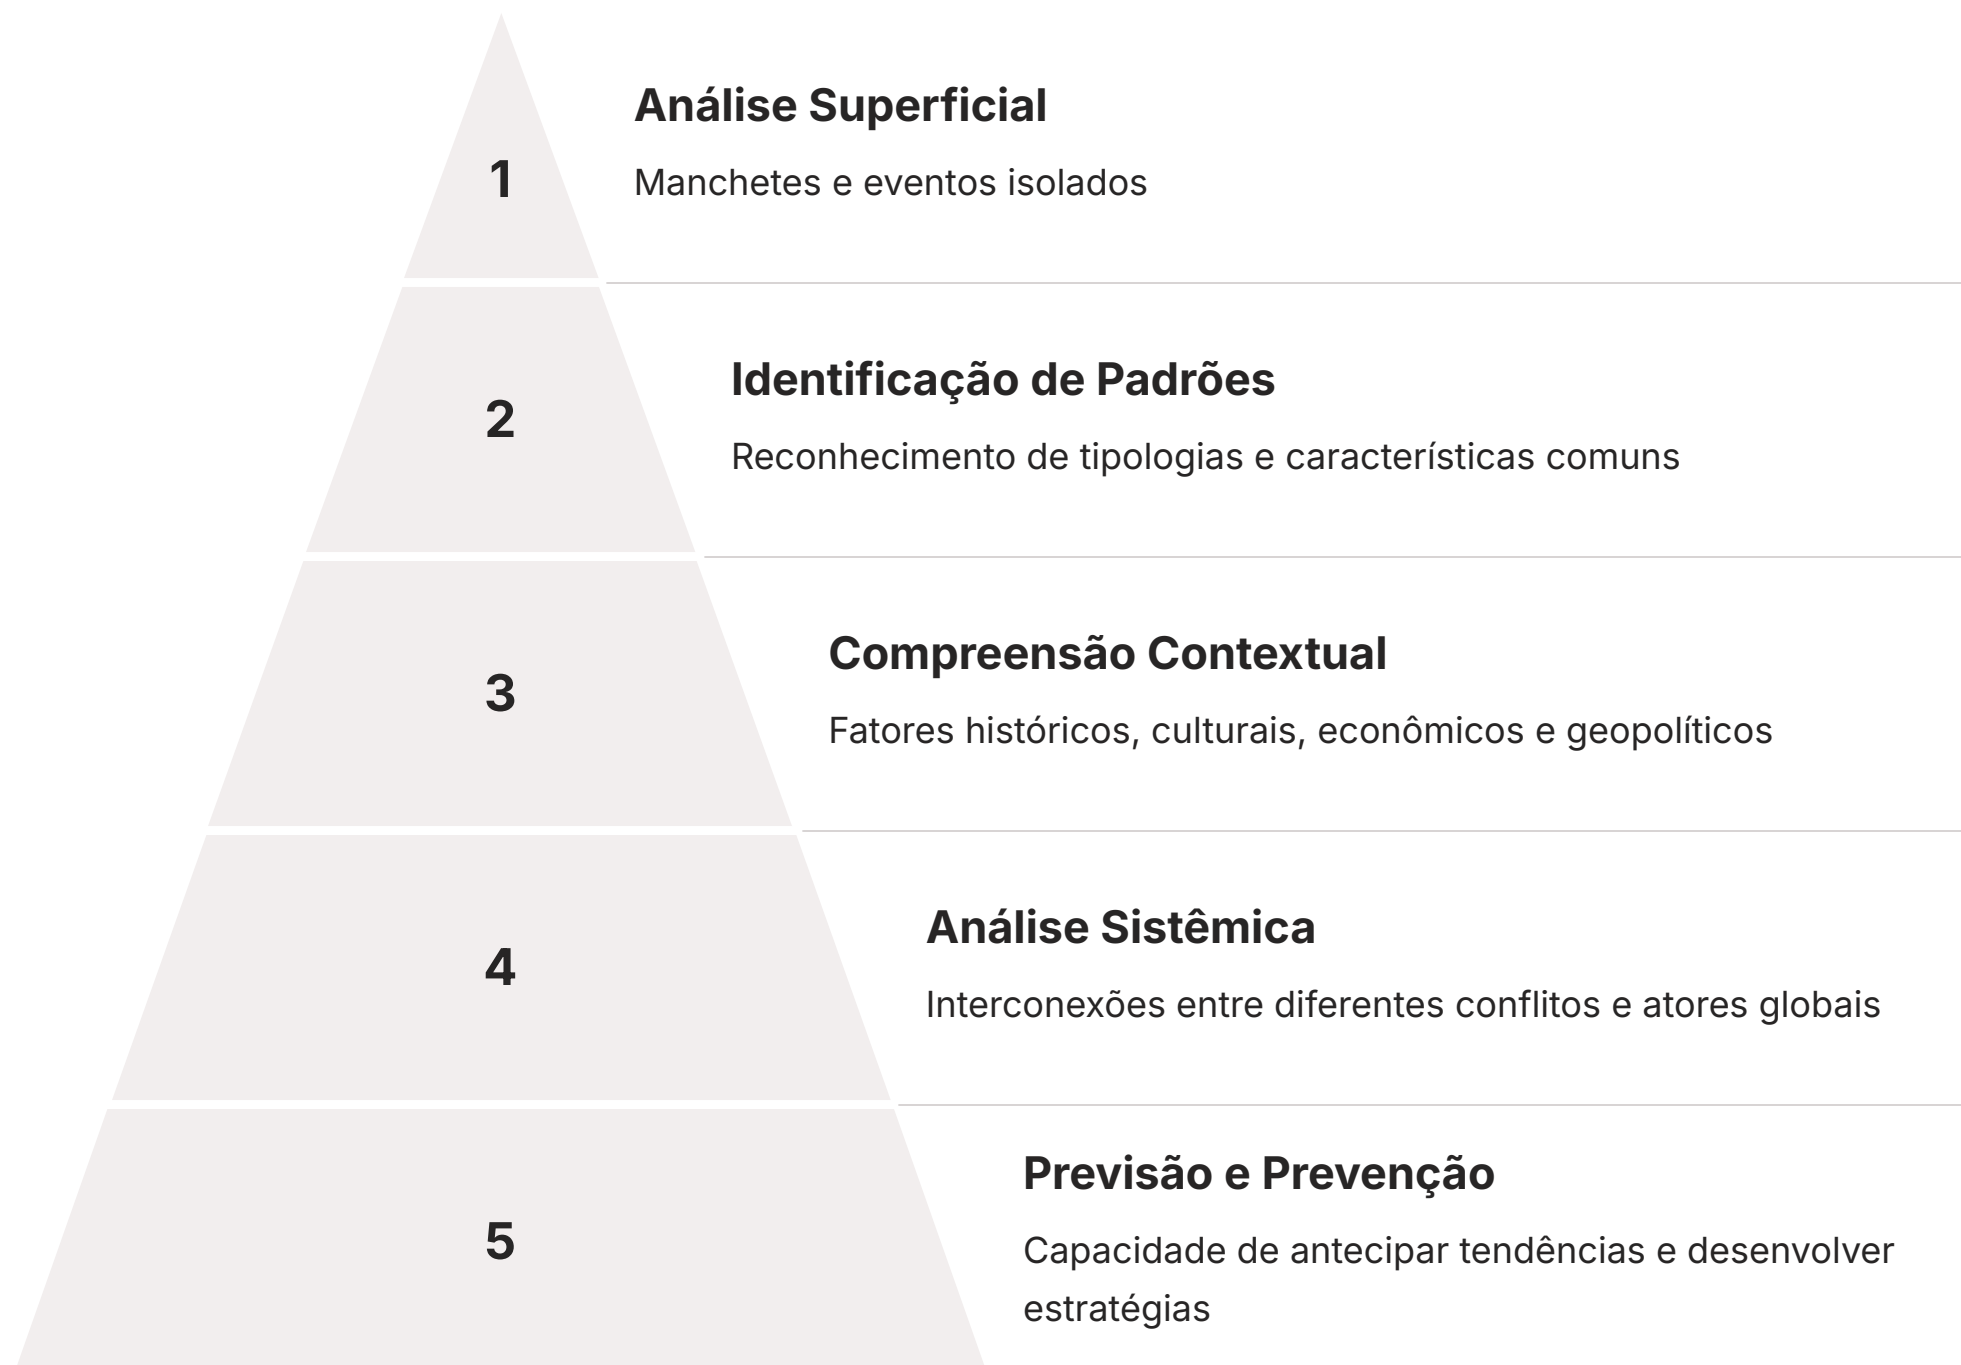 1
Análise Superficial
Manchetes e eventos isolados
2
Identificação de Padrões
Reconhecimento de tipologias e características comuns
3
Compreensão Contextual
Fatores históricos, culturais, econômicos e geopolíticos
4
Análise Sistêmica
Interconexões entre diferentes conflitos e atores globais
5
Previsão e Prevenção
Capacidade de antecipar tendências e desenvolver
estratégias